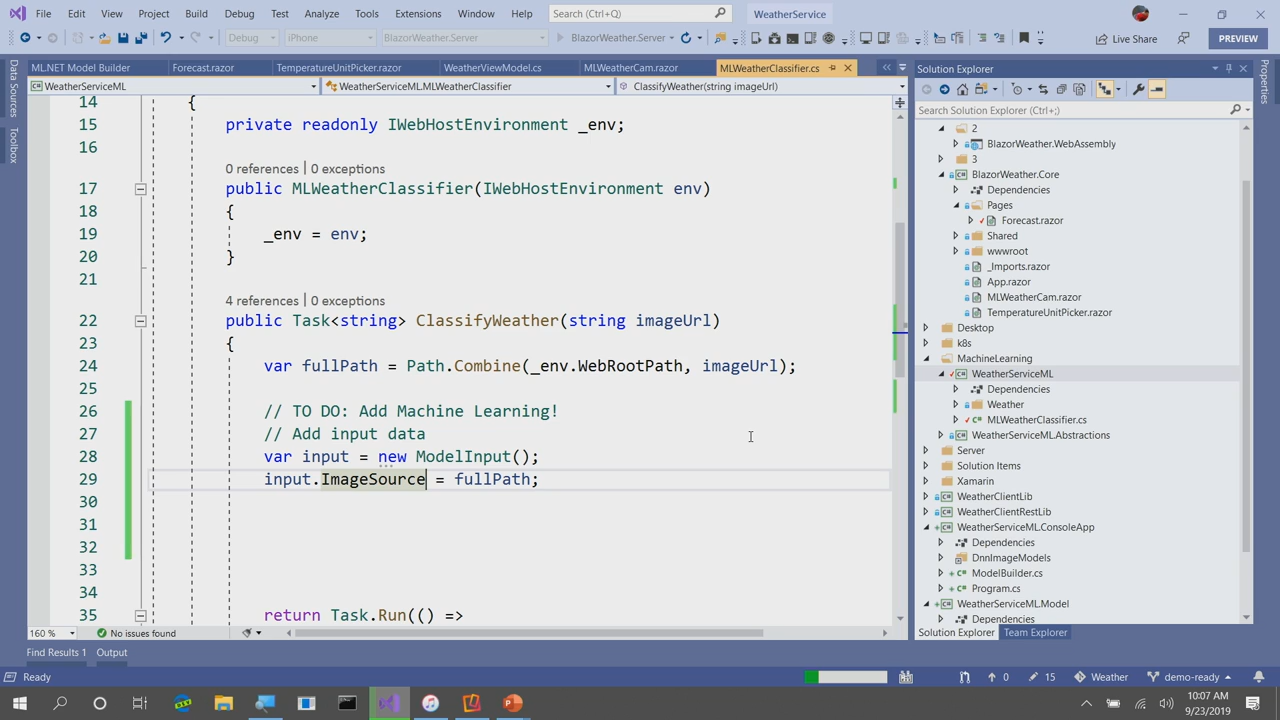 File Edit View Project Build Debug Test Analyze Tools Extensions Window Help Search (Ctrl+Q) WeatherService
Debug iPhone BlazorWeather.Server BlazorWeather.Server Live Share PREVIEW
ML.NET Model Builder Forecast.razor TemperatureUnitPicker.razor WeatherViewModel.cs MLWeatherCam.razor MLWeatherClassifier.cs
WeatherServiceML WeatherServiceML.MLWeatherClassifier ClassifyWeather(string imageUrl)
Data Sources
Toolbox
14 {
15 private readonly IWebHostEnvironment _env;
16
0 references | 0 exceptions
17 public MLWeatherClassifier(IWebHostEnvironment env)
18 {
19 _env = env;
20 }
21
4 references | 0 exceptions
22 public Task<string> ClassifyWeather(string imageUrl)
23 {
24 var fullPath = Path.Combine(_env.WebRootPath, imageUrl);
25
26 // TO DO: Add Machine Learning!
27 // Add input data
28 var input = new ModelInput();
29 input.ImageSource = fullPath;
30
31
32
33
34
35 return Task.Run(() =>
160 % No issues found
Solution Explorer
Search Solution Explorer (Ctrl+;)
2
BlazorWeather.WebAssembly
3
BlazorWeather.Core
Dependencies
Pages
Forecast.razor
Shared
wwwroot
_Imports.razor
App.razor
MLWeatherCam.razor
TemperatureUnitPicker.razor
Desktop
k8s
MachineLearning
WeatherServiceML
Dependencies
Weather
MLWeatherClassifier.cs
WeatherServiceML.Abstractions
Server
Solution Items
Xamarin
WeatherClientLib
WeatherClientRestLib
WeatherServiceML.ConsoleApp
Dependencies
DnnImageModels
ModelBuilder.cs
Program.cs
WeatherServiceML.Model
Dependencies
Solution Explorer Team Explorer
Properties
Find Results 1 Output
Ready 0 15 Weather demo-ready
10:07 AM
9/23/2019